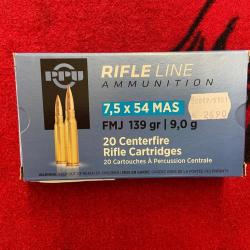 PPU
RIFLE LINE
AMMUNITION
7,5 x 54 MAS
FMJ 139 gr | 9,0 g
20 Centerfire
Rifle Cartridges
20 Cartouches À Percussion Centrale